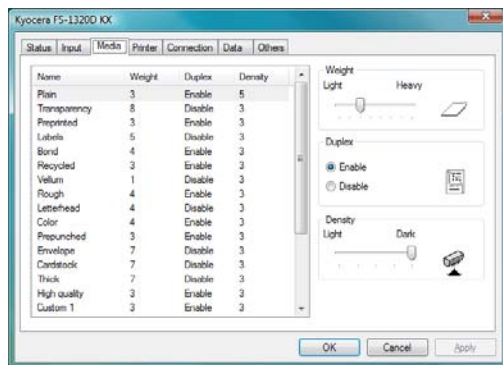 Kyocera FS-1320D KX
Status Input Media Printer Connection Data Others
Name Weight Duplex Density
Plain 3 Enable 5
Transparency 8 Disable 3
Preprinted 3 Enable 3
Labels 5 Disable 3
Bond 4 Enable 3
Recycled 3 Enable 3
Vellum 1 Disable 3
Rough 4 Enable 3
Letterhead 4 Disable 3
Color 4 Enable 3
Prepunched 3 Enable 3
Envelope 7 Disable 3
Cardstock 7 Disable 3
Thick 7 Disable 3
High quality 3 Enable 3
Custom 1 3 Enable 3
Weight
Light Heavy
Duplex
Enable
Disable
Density
Light Dark
OK Cancel Apply